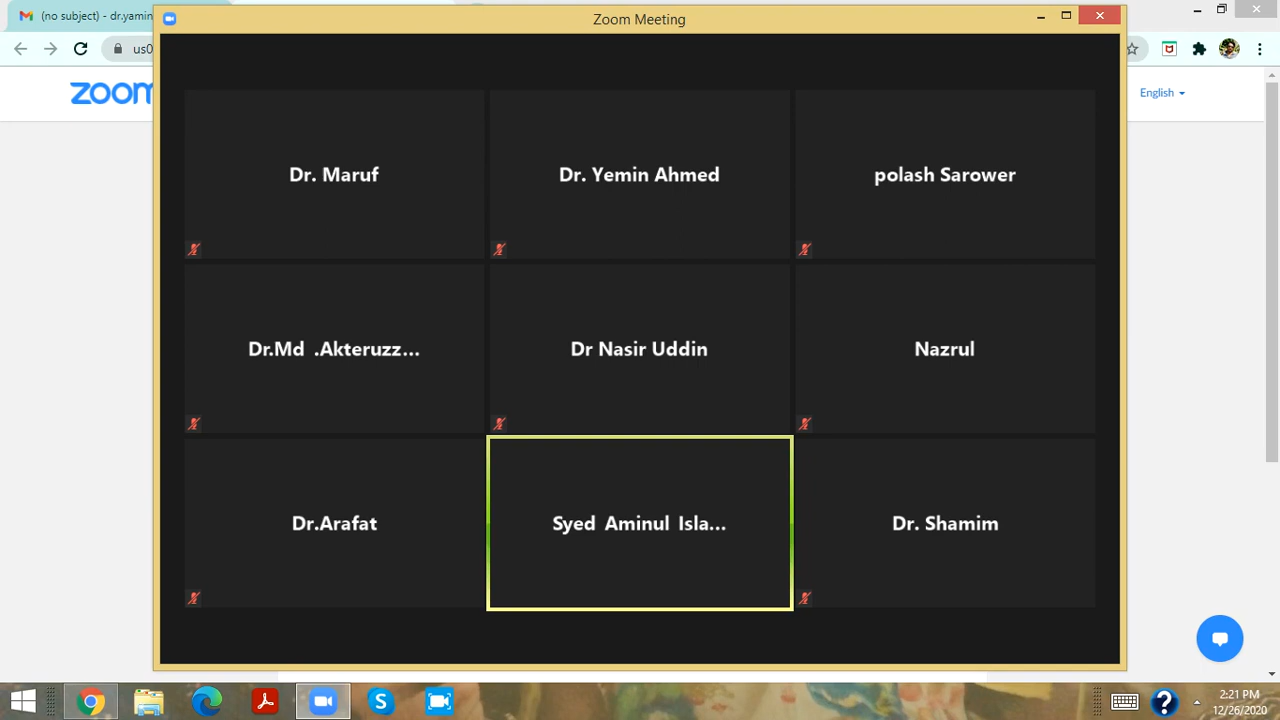 (no subject) - dr.yamin
Zoom Meeting
us0
zoom
English
Dr. Maruf
Dr. Yemin Ahmed
polash Sarower
Dr.Md .Akteruzz...
Dr Nasir Uddin
Nazrul
Dr.Arafat
Syed Aminul Isla...
Dr. Shamim
2:21 PM
12/26/2020